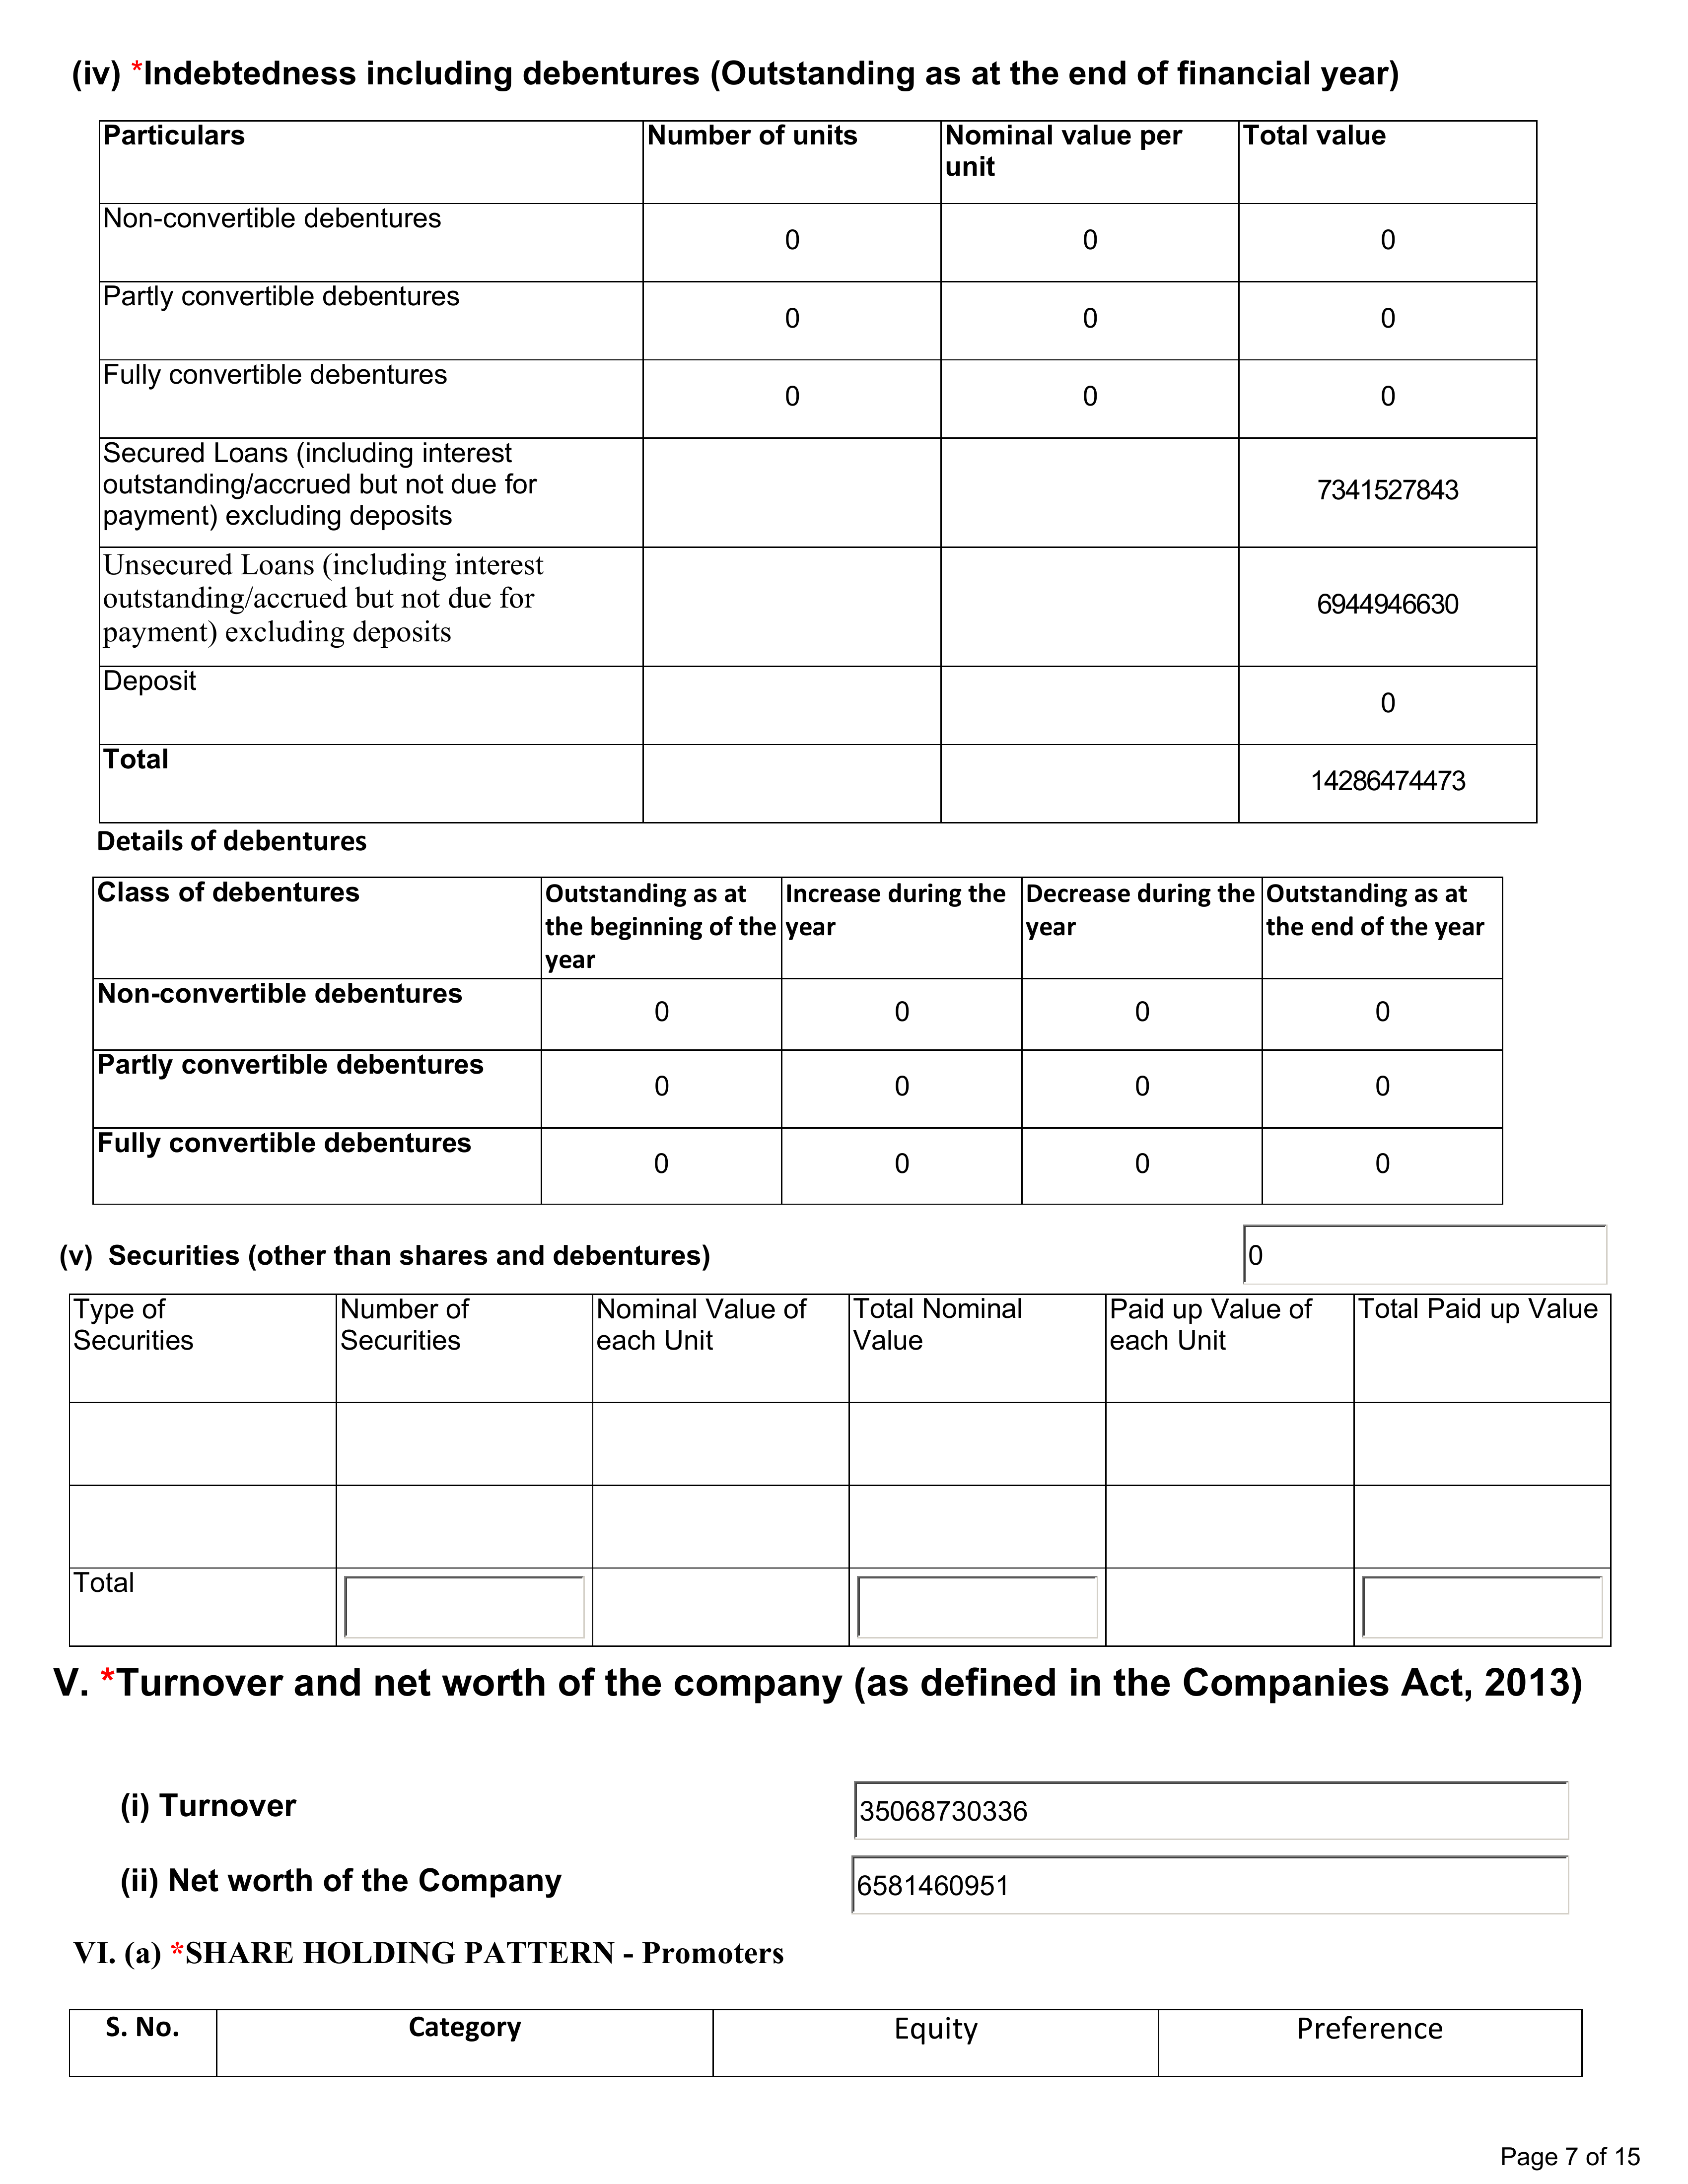 (iv) *Indebtedness including debentures (Outstanding as at the end of financial year)
Particulars Number of units Nominal value per unit Total value
Non-convertible debentures 0 0 0
Partly convertible debentures 0 0 0
Fully convertible debentures 0 0 0
Secured Loans (including interest
outstanding/accrued but not due for
payment) excluding deposits 7341527843
Unsecured Loans (including interest
outstanding/accrued but not due for
payment) excluding deposits 6944946630
Deposit 0
Total 14286474473
Details of debentures
Class of debentures Outstanding as at the beginning of the year Increase during the year Decrease during the year Outstanding as at the end of the year
Non-convertible debentures 0 0 0 0
Partly convertible debentures 0 0 0 0
Fully convertible debentures 0 0 0 0
(v) Securities (other than shares and debentures) 0
Type of Securities Number of Securities Nominal Value of each Unit Total Nominal Value Paid up Value of each Unit Total Paid up Value
Total
V. *Turnover and net worth of the company (as defined in the Companies Act, 2013)
(i) Turnover 35068730336
(ii) Net worth of the Company 6581460951
VI. (a) *SHARE HOLDING PATTERN - Promoters
S. No. Category Equity Preference
Page 7 of 15